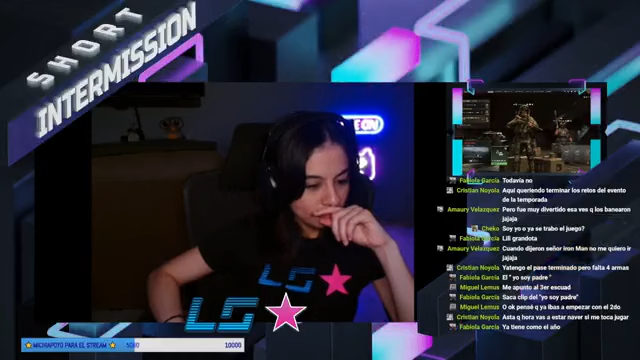 SHORT
INTERMISSION
Fabiola García Todavia no
Cristian Noyola Aquí queriendo terminar los retos del evento
de la temporada
Amaury Velazquez Pero fue muy divertido esa ves q los banearon
jajaja
Cheko Soy yo o ya se trabo el juego?
Fabiola García Lili grandota
Amaury Velazquez Cuando dijeron señor Iron Man no me quiero ir
jajaja
Cristian Noyola Yatengo el pase terminado pero falta 4 armas
Fabiola García El " yo soy padre"
Miguel Lemus Me apunto al 3er escuad
Fabiola García Saca clip del "yo soy padre"
Miguel Lemus O ok pensé q ya ibas a empezar con el 2do
Cristian Noyola Asta q hora vas a estar naver si me toca jugar
Fabiola García Ya tiene como el año
LG
LG
MICHIAPOYO PARA EL STREAM
10000